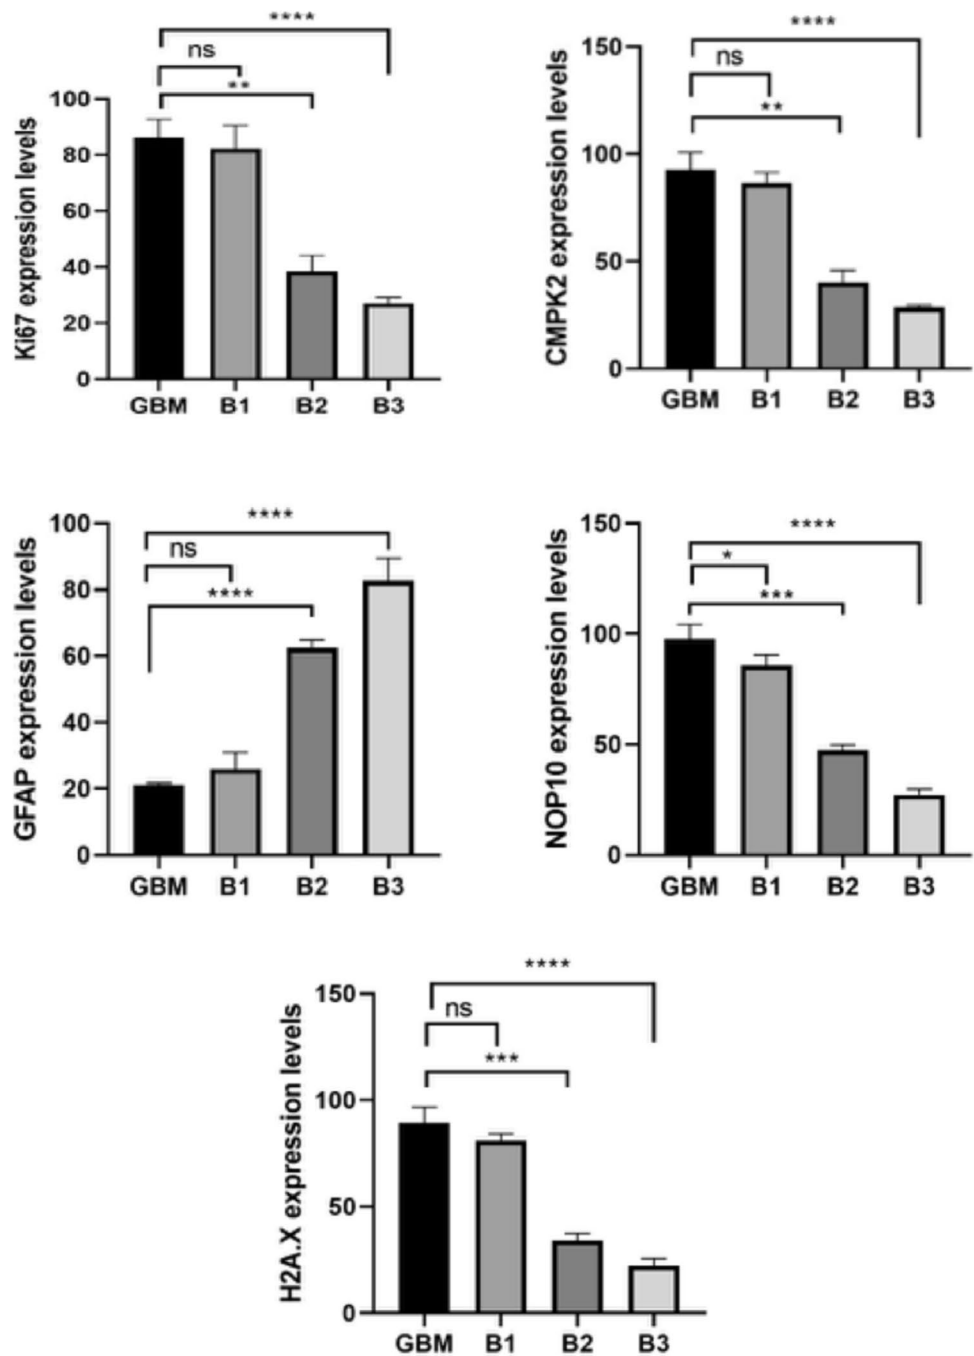 ****
ns
**
Ki67 expression levels
100
80
60
40
20
0
GBM B1 B2 B3
****
ns
**
CMPK2 expression levels
150
100
50
0
GBM B1 B2 B3
****
ns
****
GFAP expression levels
100
80
60
40
20
0
GBM B1 B2 B3
****
*
***
NOP10 expression levels
150
100
50
0
GBM B1 B2 B3
****
ns
***
H2A.X expression levels
150
100
50
0
GBM B1 B2 B3